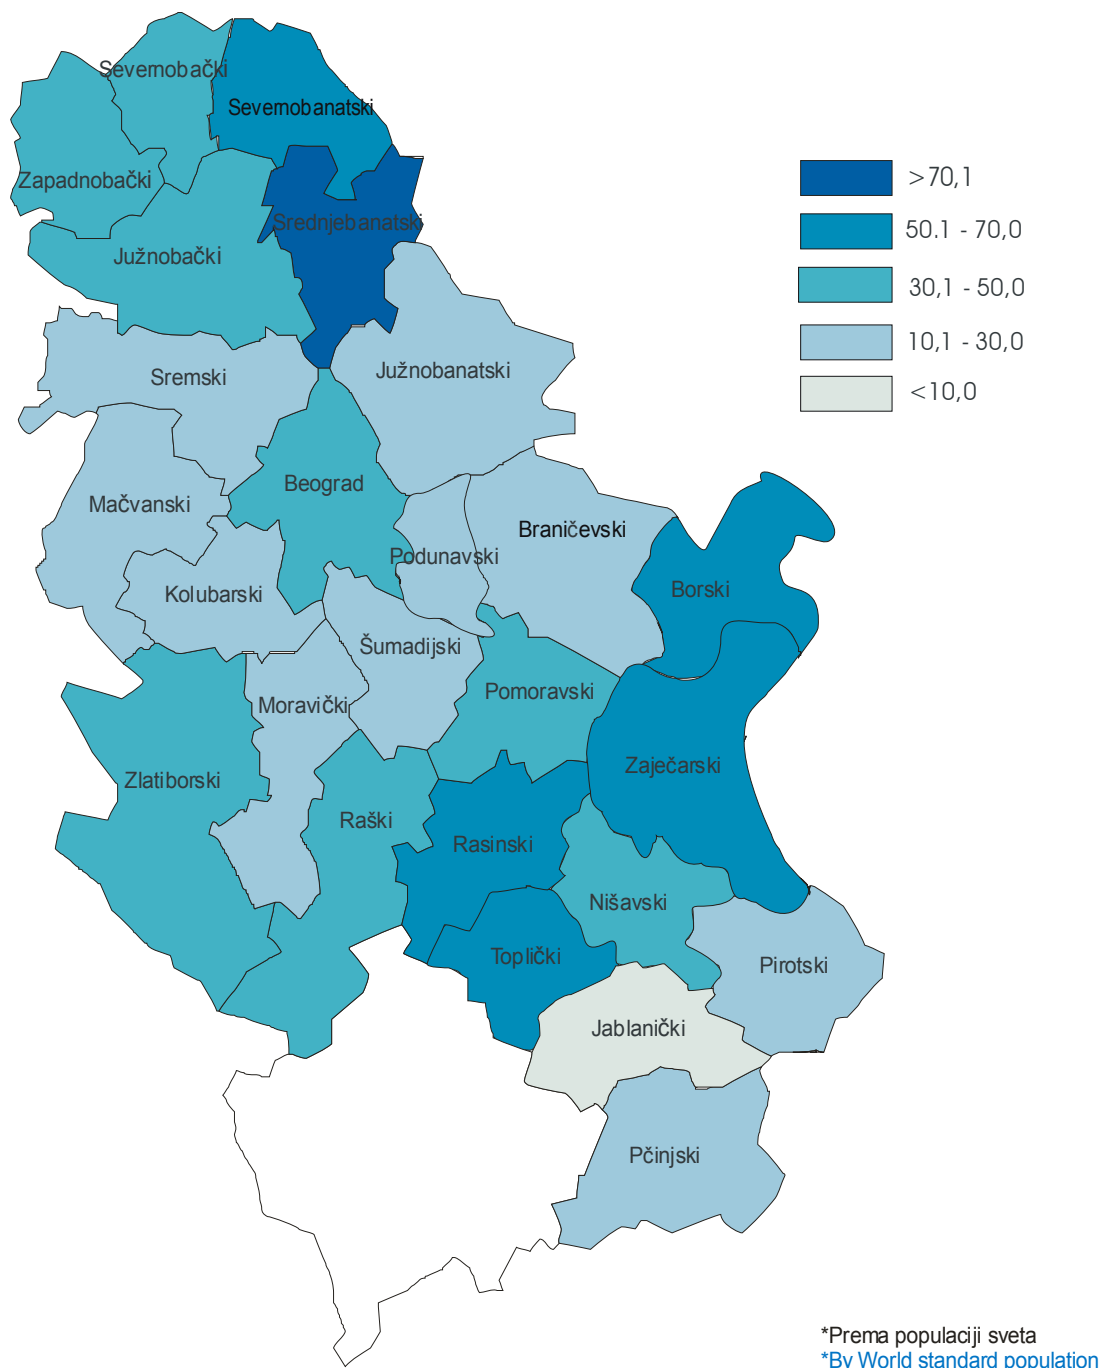 Severnobački
Severnobanatski
Zapadnobački
Srednjebanatski
Južnobački
Sremski
Južnobanatski
Beograd
Mačvanski
Braničevski
Podunavski
Kolubarski
Borski
Šumadijski
Pomoravski
Moravički
Zaječarski
Zlatiborski
Raški
Rasinski
Nišavski
Toplički
Pirotski
Jablanički
Pčinjski
>70,1
50.1 - 70,0
30,1 - 50,0
10,1 - 30,0
<10,0
*Prema populaciji sveta
*By World standard population